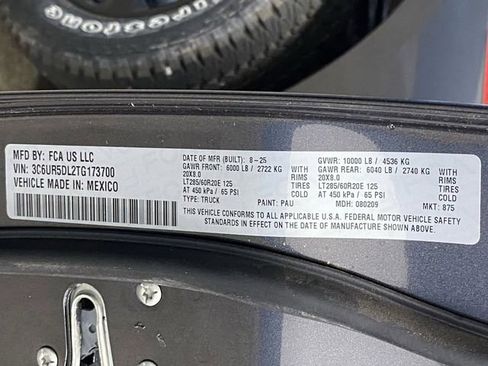 Firestone
MFD BY: FCA US LLC
VIN: 3C6UR5DL2TG173700
VEHICLE MADE IN: MEXICO
DATE OF MFR (BUILT): 8-25
GAWR FRONT: 6000 LB / 2722 KG
20X8.0
LT285/60R20E 125
AT 450 kPa / 65 PSI
TYPE: TRUCK
WITH
RIMS
TIRES
COLD
GVWR: 10000 LB / 4536 KG
GAWR REAR: 6040 LB / 2740 KG
20X8.0
LT285/60R20E 125
AT 450 kPa / 65 PSI
WITH
RIMS
TIRES
COLD
PAINT: PAU MDH: 080209 MKT: 875
THIS VEHICLE CONFORMS TO ALL APPLICABLE U.S.A. FEDERAL MOTOR VEHICLE SAFETY
STANDARDS IN EFFECT ON THE DATE OF MANUFACTURE SHOWN ABOVE.